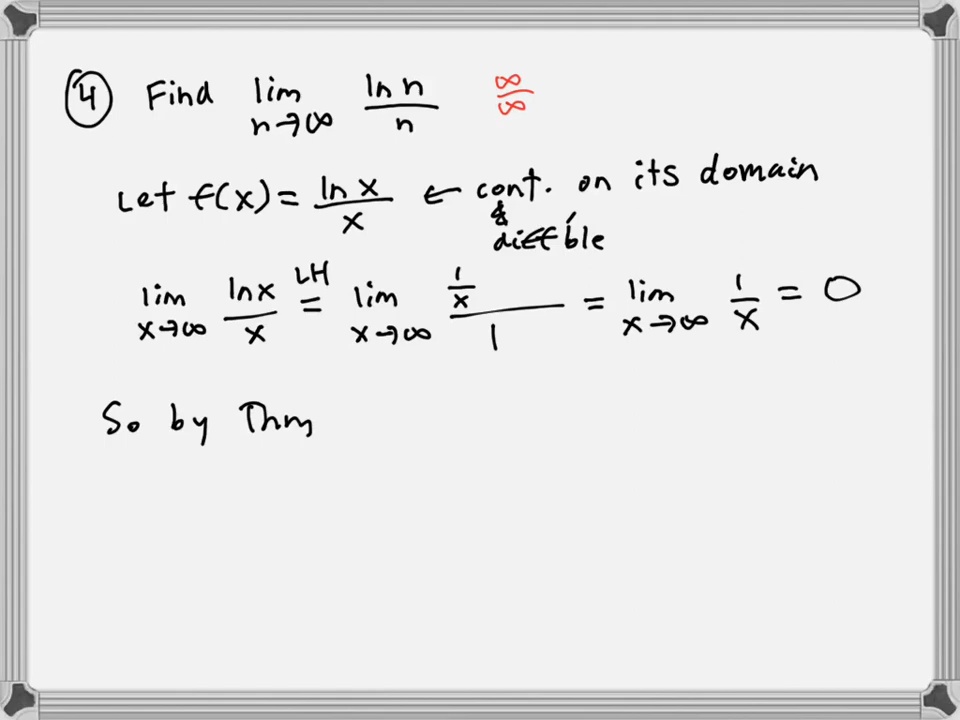 ④ Find lim n→∞ ln n / n ∞/∞
Let f(x) = ln x / x ← cont. on its domain
& diff'ble
lim x→∞ ln x / x LH= lim x→∞ 1/x / 1 = lim x→∞ 1/x = 0
So by Thm